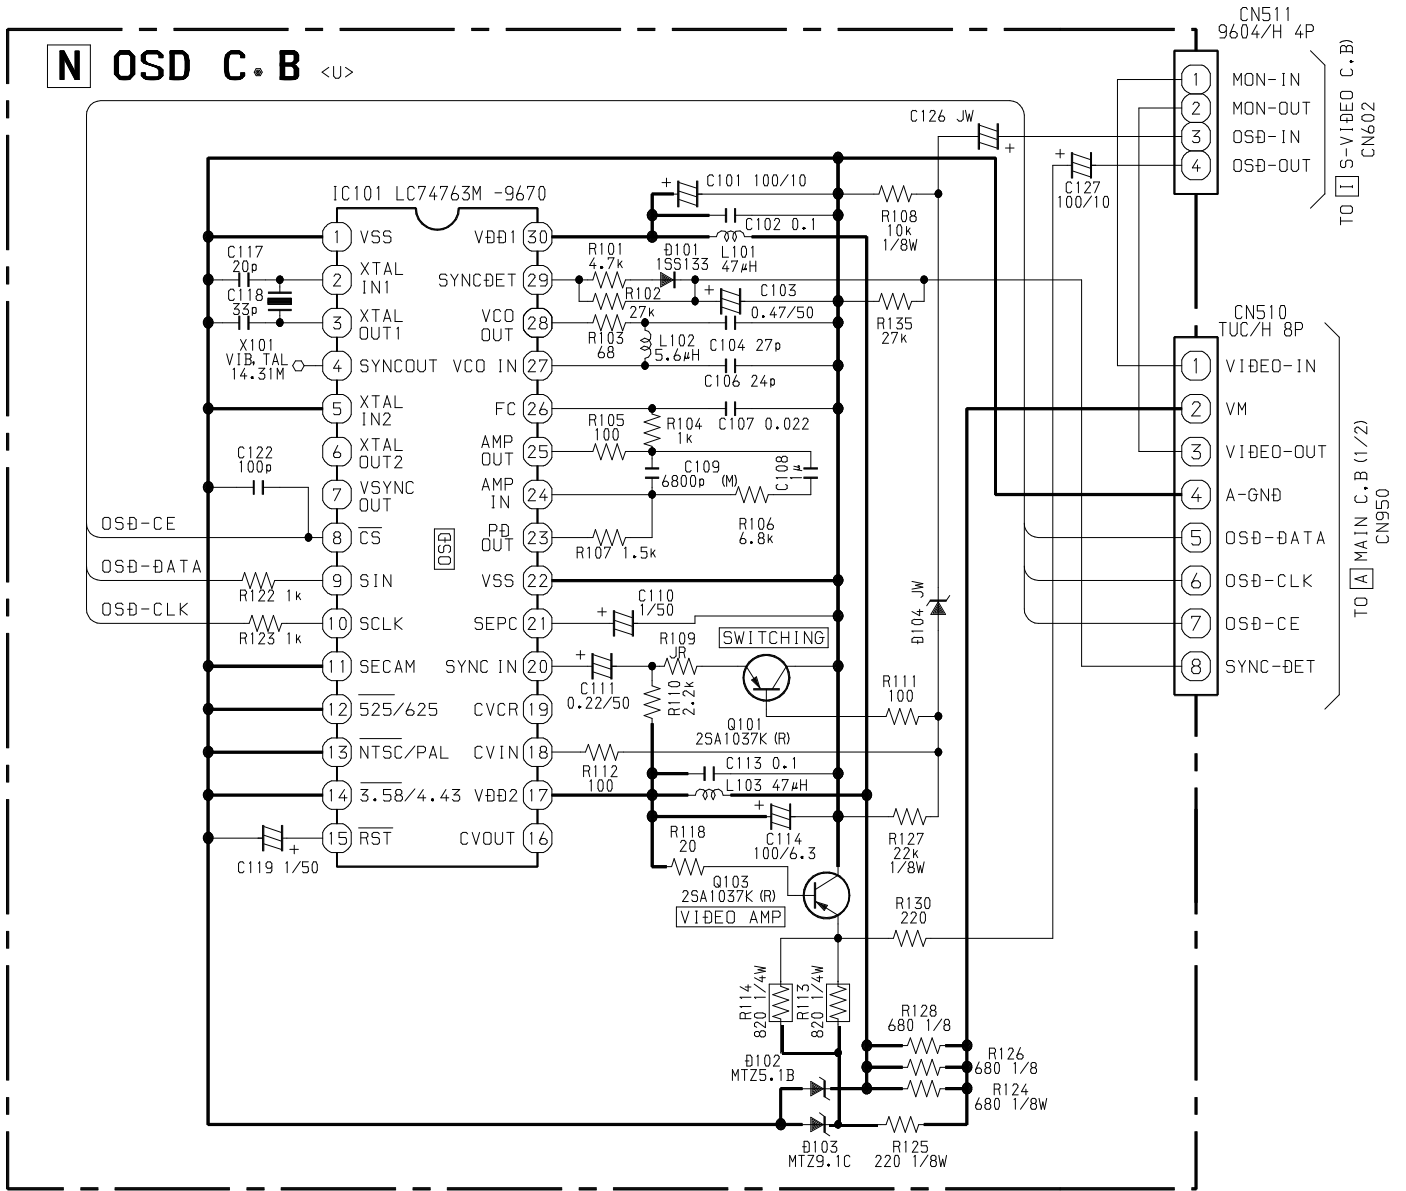 N OSD C.B <U>
CN511
9604/H 4P
1 MON-IN
2 MON-OUT
3 OSD-IN
4 OSD-OUT
TO I S-VIDEO C.B)
CN602
C126 JW
+
+
C127
100/10
IC101 LC74763M -9670
1 VSS
2 XTAL
IN1
3 XTAL
OUT1
4 SYNCOUT
5 XTAL
IN2
6 XTAL
OUT2
7 VSYNC
OUT
8 CS
9 SIN
10 SCLK
11 SECAM
12 525/625
13 NTSC/PAL
14 3.58/4.43
15 RST
OSD
VDD1 30
SYNCDET 29
VCO
OUT 28
VCO IN 27
FC 26
AMP
OUT 25
AMP
IN 24
PD
OUT 23
VSS 22
SEPC 21
SYNC IN 20
CVCR 19
CVIN 18
VDD2 17
CVOUT 16
C117
20p
C118
33p
X101
VIB,TAL
14.31M
C122
100p
OSD-CE
OSD-DATA
R122 1k
OSD-CLK
R123 1k
+
C119 1/50
+
C101 100/10
C102 0.1
L101
47µH
R108
10k
1/8W
R101
4.7k
D101
1SS133
R102
27k
+
C103
0.47/50
R135
27k
R103
68
L102
5.6µH
C104 27p
C106 24p
R105
100
R104
1k
C107 0.022
C109
6800p (M)
C108
1µ
R106
6.8k
R107 1.5k
+
C110
1/50
SWITCHING
+
C111
0.22/50
R109
JR
R110
2.2k
Q101
2SA1037K (R)
R111
100
D104 JW
R112
100
C113 0.1
L103 47µH
+
C114
100/6.3
R127
22k
1/8W
R118
20
Q103
2SA1037K (R)
VIDEO AMP
R130
220
R114
820 1/4W
R113
820 1/4W
R128
680 1/8
R126
680 1/8
R124
680 1/8W
D102
MTZ5.1B
D103
MTZ9.1C
R125
220 1/8W
CN510
TUC/H 8P
1 VIDEO-IN
2 VM
3 VIDEO-OUT
4 A-GND
5 OSD-DATA
6 OSD-CLK
7 OSD-CE
8 SYNC-DET
TO A MAIN C.B (1/2)
CN950